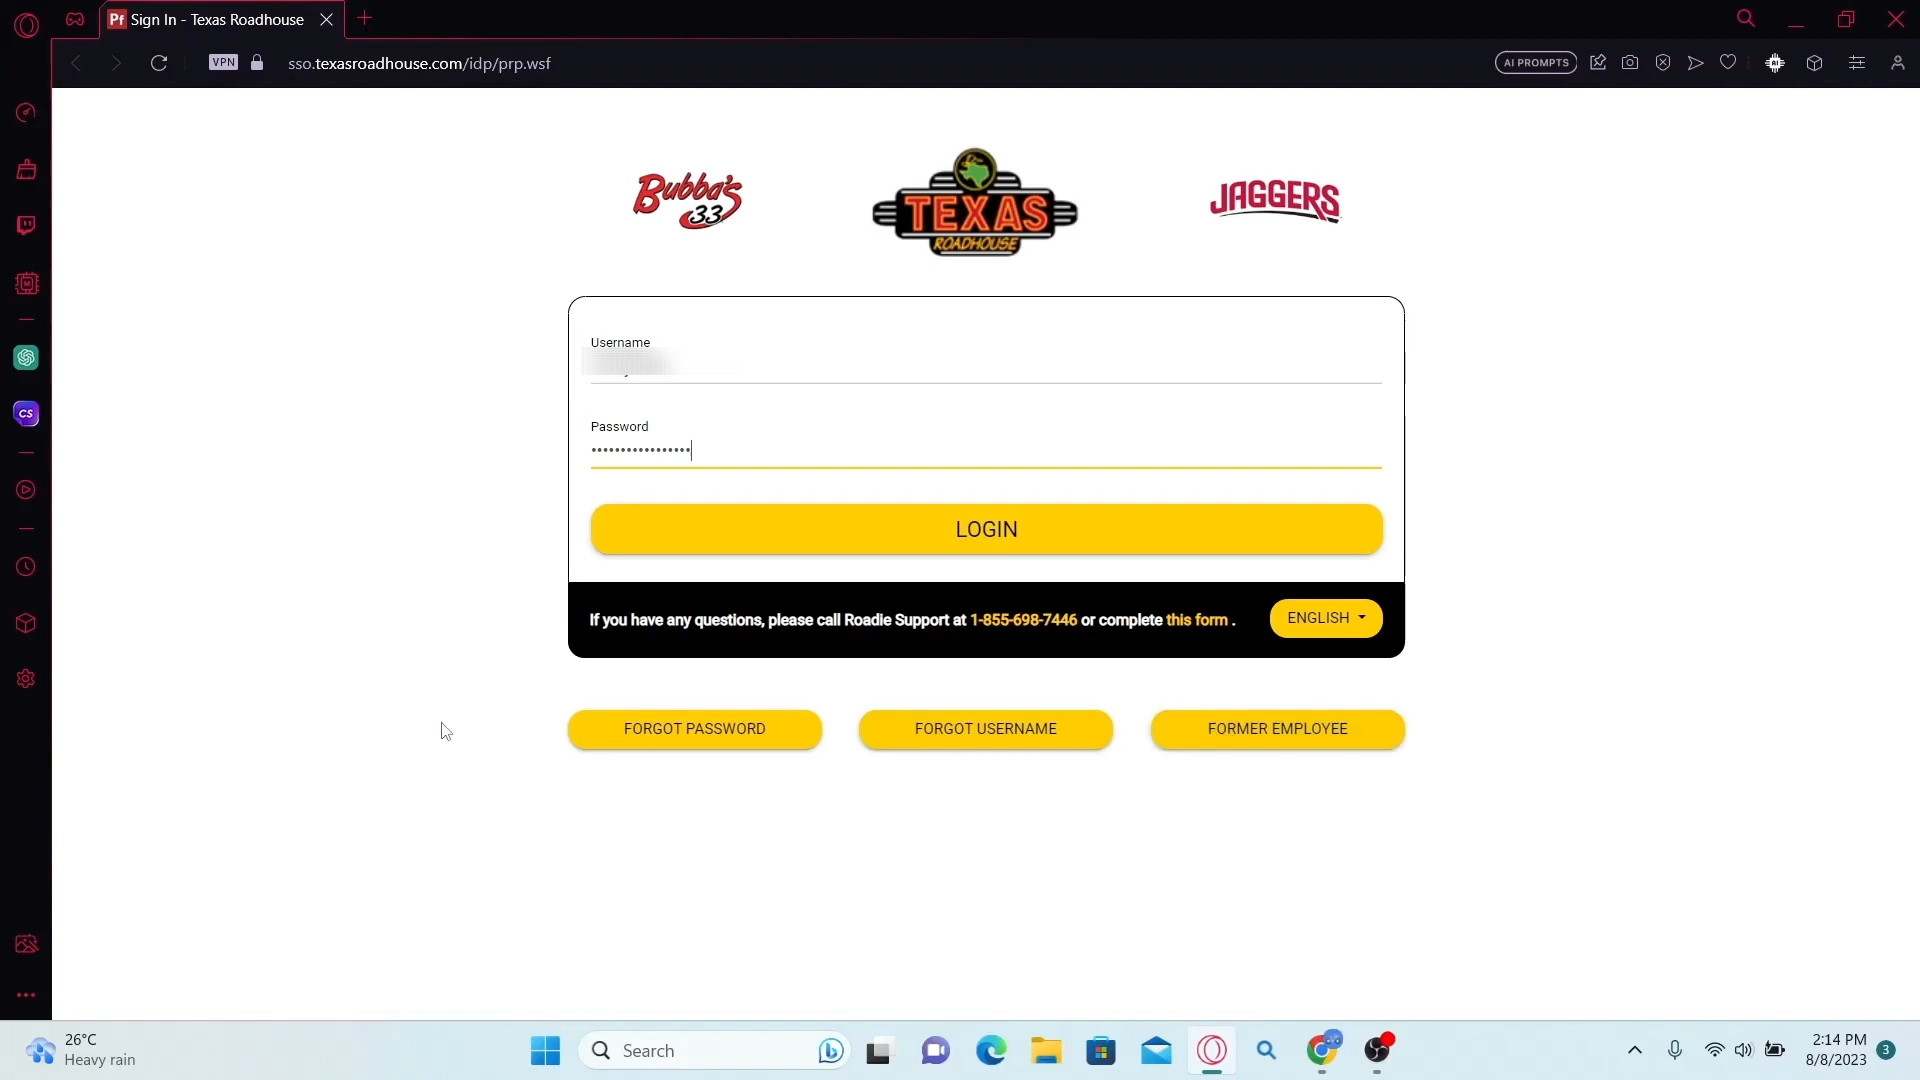 Pf Sign In - Texas Roadhouse
VPN sso.texasroadhouse.com/idp/prp.wsf AI PROMPTS
Bubba's 33
TEXAS ROADHOUSE
JAGGERS
Username
Password
LOGIN
If you have any questions, please call Roadie Support at 1-855-698-7446 or complete this form . ENGLISH
FORGOT PASSWORD FORGOT USERNAME FORMER EMPLOYEE
CS
26°C
Heavy rain
Search
2:14 PM
8/8/2023
3